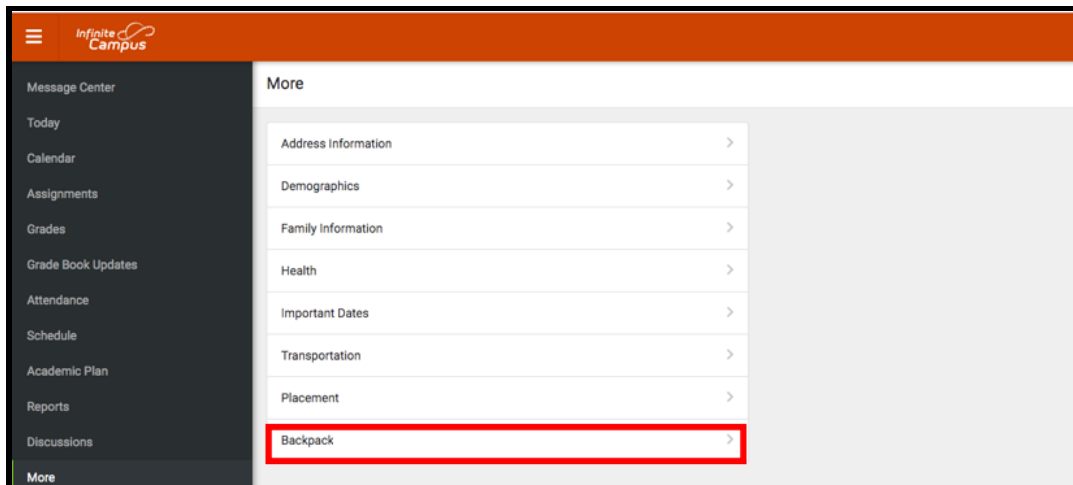 Infinite
Campus
Message Center
Today
Calendar
Assignments
Grades
Grade Book Updates
Attendance
Schedule
Academic Plan
Reports
Discussions
More
More
Address Information
Demographics
Family Information
Health
Important Dates
Transportation
Placement
Backpack